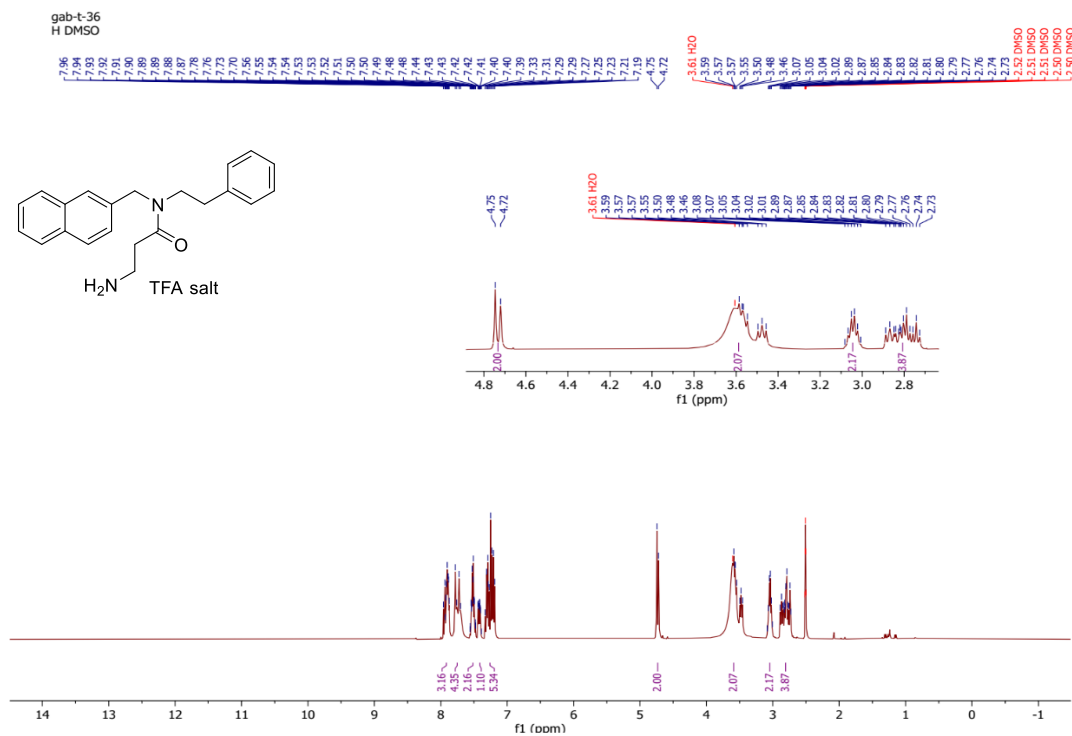 gab-t-36
H DMSO
7.96 7.94 7.93 7.92 7.91 7.90 7.89 7.89 7.88 7.87 7.78 7.76 7.73 7.70 7.56 7.55 7.54 7.54 7.53 7.53 7.52 7.51 7.50 7.50 7.49 7.48 7.48 7.44 7.43 7.43 7.42 7.42 7.41 7.40 7.40 7.39 7.33 7.31 7.29 7.29 7.27 7.25 7.23 7.21 7.19 4.75 4.72 3.61 H2O 3.59 3.57 3.57 3.55 3.50 3.48 3.46 3.07 3.05 3.04 3.02 3.01 2.89 2.87 2.85 2.84 2.83 2.82 2.81 2.80 2.79 2.77 2.76 2.74 2.73 2.52 DMSO 2.51 DMSO 2.51 DMSO 2.50 DMSO 2.50 DMSO
4.75 4.72 3.61 H2O 3.59 3.57 3.57 3.55 3.50 3.48 3.46 3.08 3.07 3.05 3.04 3.02 3.01 2.89 2.87 2.85 2.84 2.83 2.82 2.81 2.80 2.79 2.77 2.76 2.74 2.73
N
O
H2N TFA salt
2.00 2.07 2.17 3.87
4.8 4.6 4.4 4.2 4.0 3.8 3.6 3.4 3.2 3.0 2.8
f1 (ppm)
3.16 4.35 2.16 1.10 5.34 2.00 2.07 2.17 3.87
14 13 12 11 10 9 8 7 6 5 4 3 2 1 0 -1
f1 (ppm)